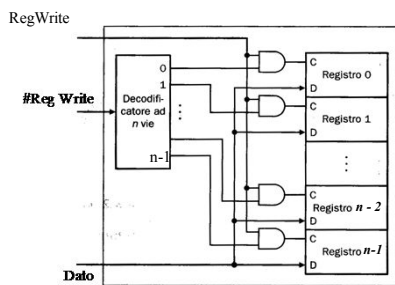 RegWrite
0
C
Registro 0
1
D
#Reg Write
Decodifi-
catore ad
n vie
C
Registro 1
D
n-1
C
Registro n - 2
D
C
Registro n-1
Dato
D